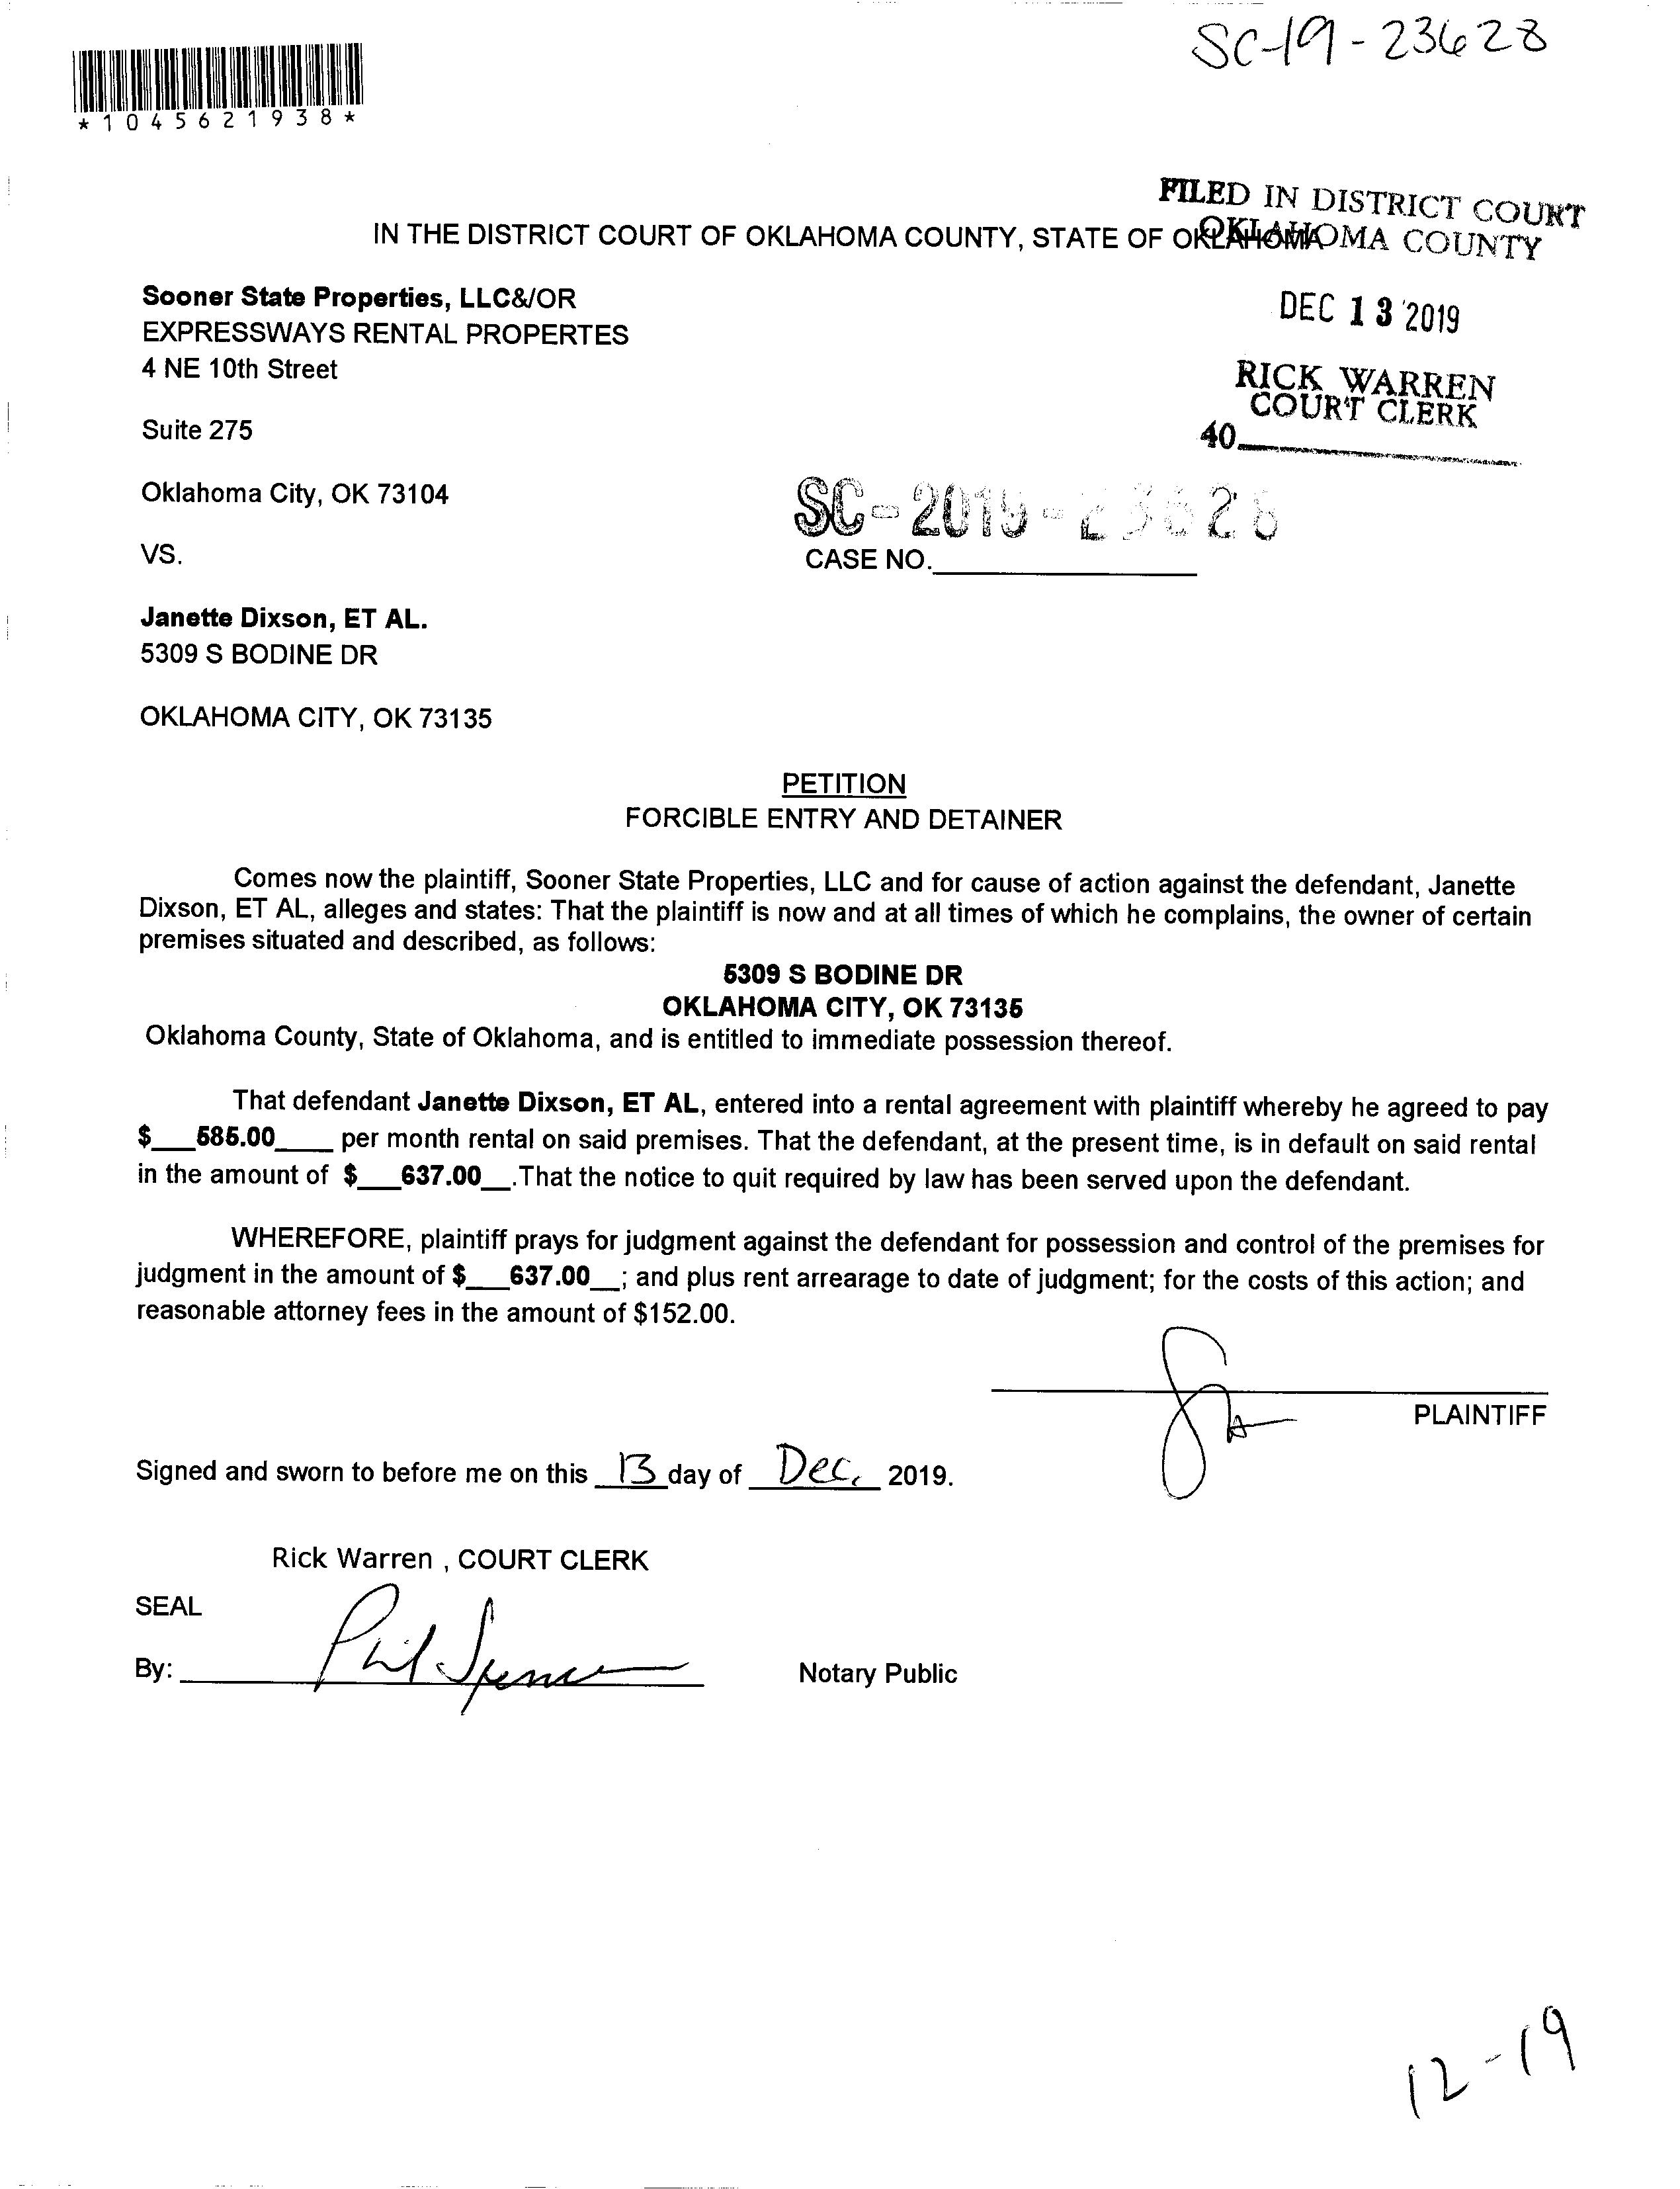 SC-19-23628
*1045621938*
FILED IN DISTRICT COURT
OKLAHOMA COUNTY
IN THE DISTRICT COURT OF OKLAHOMA COUNTY, STATE OF OKLAHOMA
Sooner State Properties, LLC&/OR
EXPRESSWAYS RENTAL PROPERTES
4 NE 10th Street
DEC 13 2019
RICK WARREN
COURT CLERK
40
Suite 275
Oklahoma City, OK 73104
SC-2019-23628
VS.
CASE NO.
Janette Dixson, ET AL.
5309 S BODINE DR
OKLAHOMA CITY, OK 73135
PETITION
FORCIBLE ENTRY AND DETAINER
Comes now the plaintiff, Sooner State Properties, LLC and for cause of action against the defendant, Janette
Dixson, ET AL, alleges and states: That the plaintiff is now and at all times of which he complains, the owner of certain
premises situated and described, as follows:
5309 S BODINE DR
OKLAHOMA CITY, OK 73135
Oklahoma County, State of Oklahoma, and is entitled to immediate possession thereof.
That defendant Janette Dixson, ET AL, entered into a rental agreement with plaintiff whereby he agreed to pay
$___585.00____ per month rental on said premises. That the defendant, at the present time, is in default on said rental
in the amount of $___637.00__.That the notice to quit required by law has been served upon the defendant.
WHEREFORE, plaintiff prays for judgment against the defendant for possession and control of the premises for
judgment in the amount of $___637.00__; and plus rent arrearage to date of judgment; for the costs of this action; and
reasonable attorney fees in the amount of $152.00.
PLAINTIFF
Signed and sworn to before me on this 13 day of Dec. 2019.
Rick Warren , COURT CLERK
SEAL
By: Phil Spencer
Notary Public
12-19